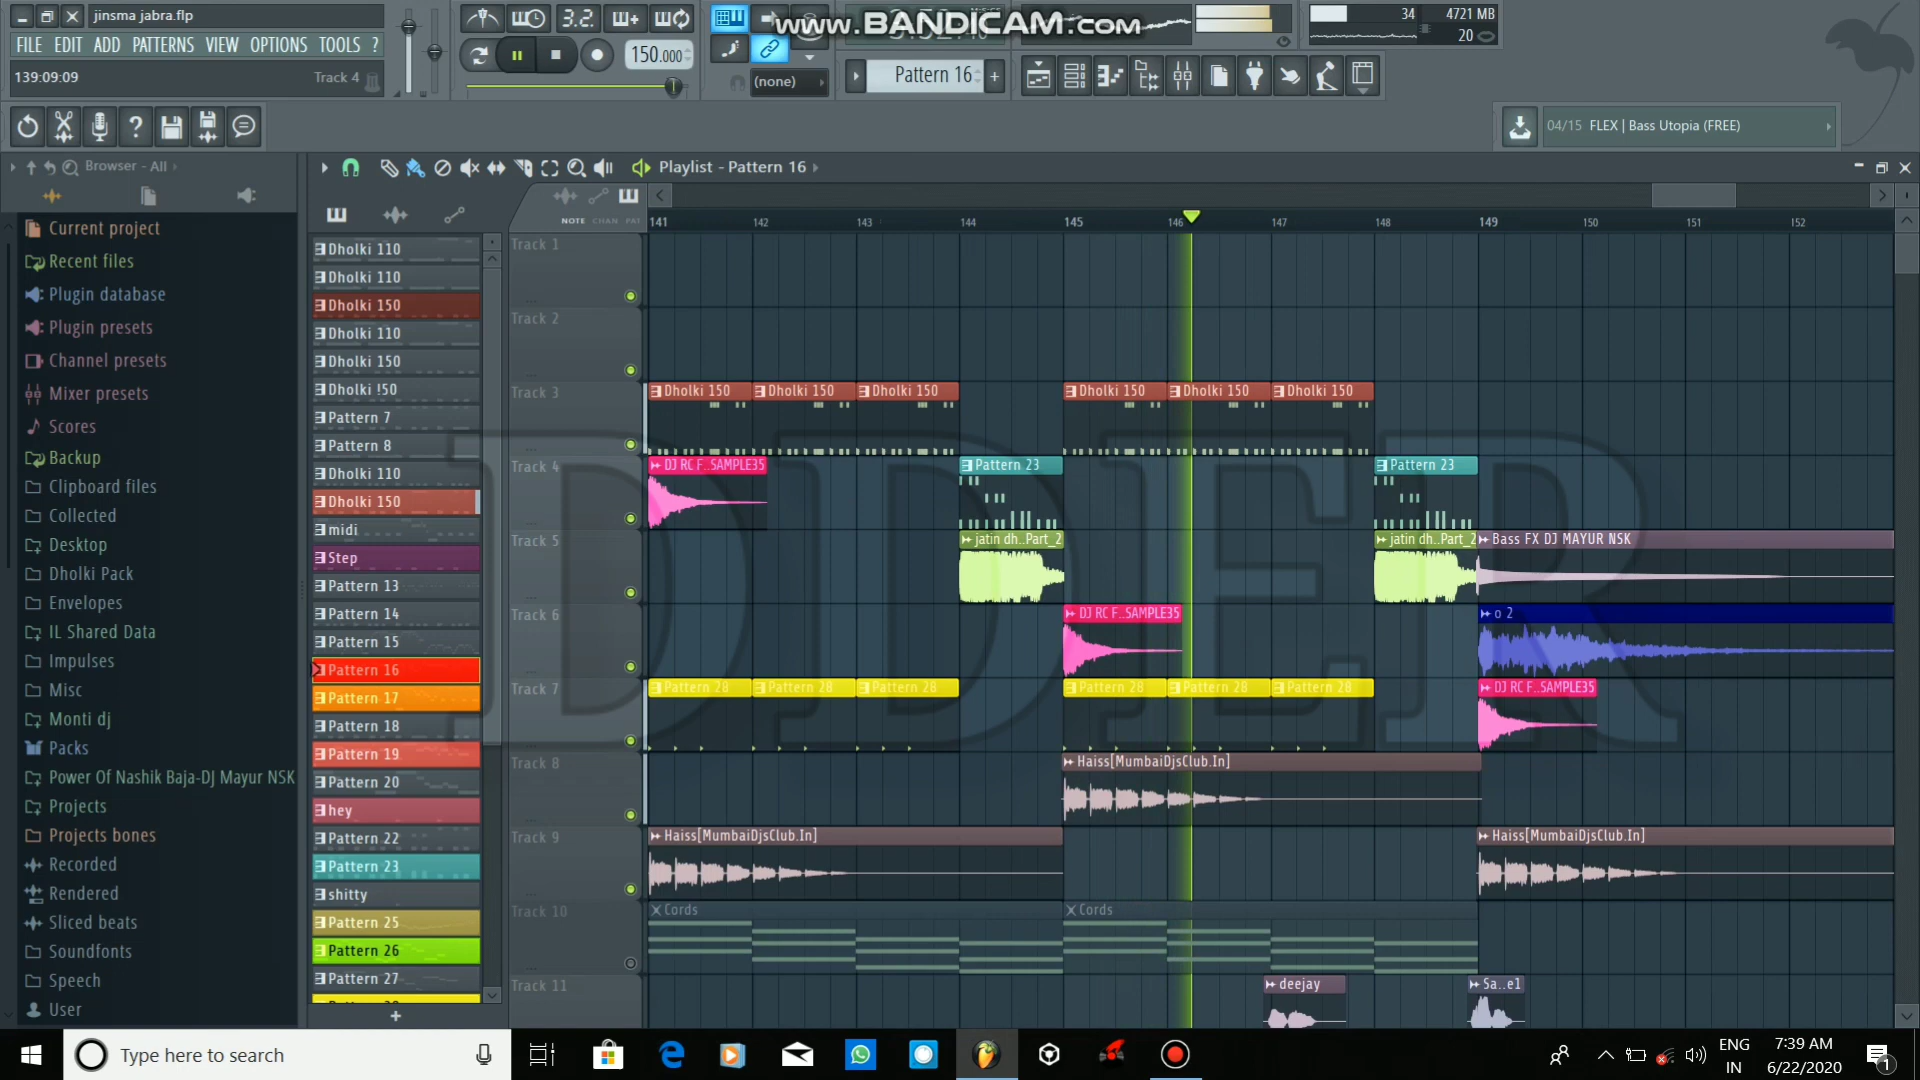 jinsma jabra.flp
FILE EDIT ADD PATTERNS VIEW OPTIONS TOOLS ?
139:09:09 Track 4
3.2.
150.000
(none)
www.BANDICAM.com
Pattern 16
34 4721 MB
20
04/15 FLEX | Bass Utopia (FREE)
Browser - All
Playlist - Pattern 16
NOTE CHAN PAT
141 142 143 144 145 146 147 148 149 150 151 152
Current project
Recent files
Plugin database
Plugin presets
Channel presets
Mixer presets
Scores
Backup
Clipboard files
Collected
Desktop
Dholki Pack
Envelopes
IL Shared Data
Impulses
Misc
Monti dj
Packs
Power Of Nashik Baja-DJ Mayur NSK
Projects
Projects bones
Recorded
Rendered
Sliced beats
Soundfonts
Speech
User
Dholki 110
Dholki 110
Dholki 150
Dholki 110
Dholki 150
Dholki !50
Pattern 7
Pattern 8
Dholki 110
Dholki 150
midi
Step
Pattern 13
Pattern 14
Pattern 15
Pattern 16
Pattern 17
Pattern 18
Pattern 19
Pattern 20
hey
Pattern 22
Pattern 23
shitty
Pattern 25
Pattern 26
Pattern 27
Track 1
Track 2
Track 3
Dholki 150 Dholki 150 Dholki 150 Dholki 150 Dholki 150 Dholki 150
Track 4
DJ RC F..SAMPLE35 Pattern 23 Pattern 23
Track 5
jatin dh..Part_2 jatin dh..Part_2 Bass FX DJ MAYUR NSK
Track 6
DJ RC F..SAMPLE35 o 2
Track 7
Pattern 28 Pattern 28 Pattern 28 Pattern 28 Pattern 28 Pattern 28 DJ RC F..SAMPLE35
Track 8
Haiss[MumbaiDjsClub.In]
Track 9
Haiss[MumbaiDjsClub.In] Haiss[MumbaiDjsClub.In]
Track 10
Cords Cords
Track 11
deejay Sa..e1
Type here to search
ENG
IN
7:39 AM
6/22/2020
1